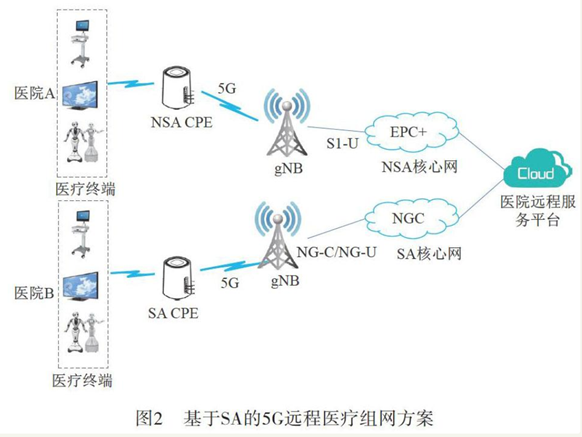 医院A
医疗终端
NSA CPE
5G
gNB
S1-U
EPC+
NSA核心网
Cloud
医院远程服
务平台
医院B
医疗终端
SA CPE
5G
gNB
NG-C/NG-U
NGC
SA核心网
图2 基于SA的5G远程医疗组网方案